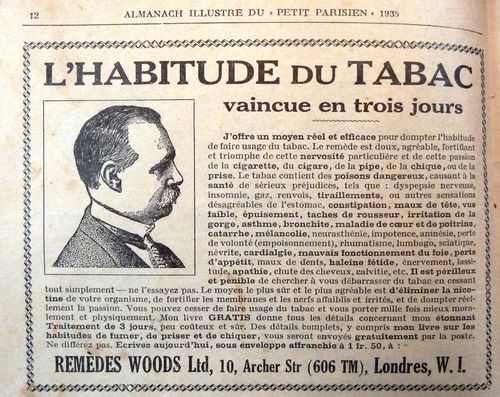 12 ALMANACH ILLUSTRÉ DU « PETIT PARISIEN » 1935
L'HABITUDE DU TABAC
vaincue en trois jours
J'offre un moyen réel et efficace pour dompter l'habitude
de faire usage du tabac. Le remède est doux, agréable, fortifiant
et triomphe de cette nervosité particulière et de cette passion
de la cigarette, du cigare, de la pipe, de la chique, ou de la
prise. Le tabac contient des poisons dangereux, causant à la
santé de sérieux préjudices, tels que : dyspepsie nerveuse,
insomnie, gaz, renvois, tiraillements, ou autres sensations
désagréables de l'estomac, constipation, maux de tête, vue
faible, épuisement, taches de rousseur, irritation de la
gorge, asthme, bronchite, maladie de cœur et de poitrine,
catarrhe, mélancolie, neurasthénie, impotence, amnésie, perte
de volonté (empoisonnement), rhumatisme, lumbago, sciatique,
névrite, cardialgie, mauvais fonctionnement du foie, perte
d'appétit, maux de dents, haleine fétide, énervement, lassi-
tude, apathie, chute des cheveux, calvitie, etc. Il est périlleux
et pénible de chercher à vous débarrasser du tabac en cessant
tout simplement — ne l'essayez pas. Le moyen le plus sûr et le plus agréable est d'éliminer la nico-
tine de votre organisme, de fortifier les membranes et les nerfs affaiblis et irrités, et de dompter réel-
lement la passion. Vous pouvez cesser de faire usage du tabac et vous porter mille fois mieux morale-
ment et physiquement. Mon livre GRATIS donne tous les détails concernant mon étonnant
Traitement de 3 jours, peu coûteux et sûr. Des détails complets, y compris mon livre sur les
habitudes de fumer, de priser et de chiquer, vous seront envoyés gratuitement par la poste.
Ne différez pas. Ecrivez aujourd'hui, sous enveloppe affranchie à 1 fr. 50, à :
REMÈDES WOODS Ltd, 10, Archer Str (606 TM), Londres, W. I.